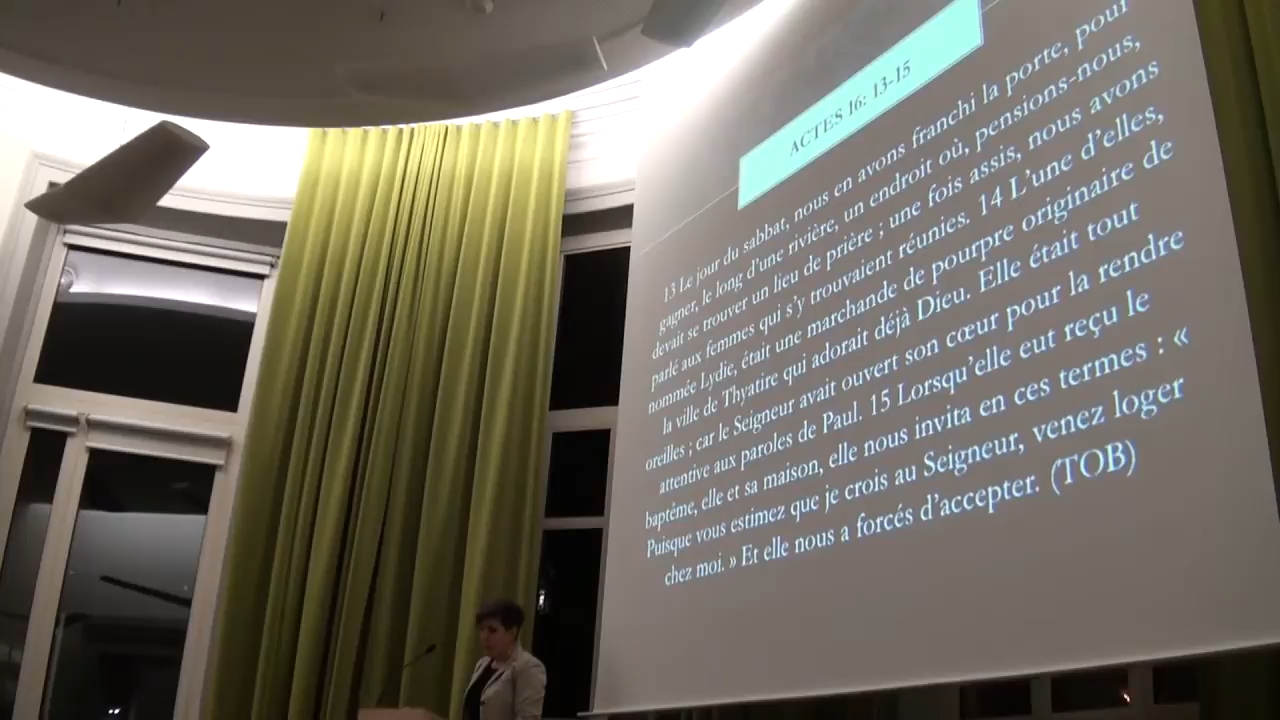 ACTES 16: 13-15
13 Le jour du sabbat, nous en avons franchi la porte, pour
gagner, le long d'une rivière, un endroit où, pensions-nous,
devait se trouver un lieu de prière ; une fois assis, nous avons
parlé aux femmes qui s'y trouvaient réunies. 14 L'une d'elles,
nommée Lydie, était une marchande de pourpre originaire de
la ville de Thyatire qui adorait déjà Dieu. Elle était tout
oreilles ; car le Seigneur avait ouvert son cœur pour la rendre
attentive aux paroles de Paul. 15 Lorsqu'elle eut reçu le
baptême, elle et sa maison, elle nous invita en ces termes : «
Puisque vous estimez que je crois au Seigneur, venez loger
chez moi. » Et elle nous a forcés d'accepter. (TOB)